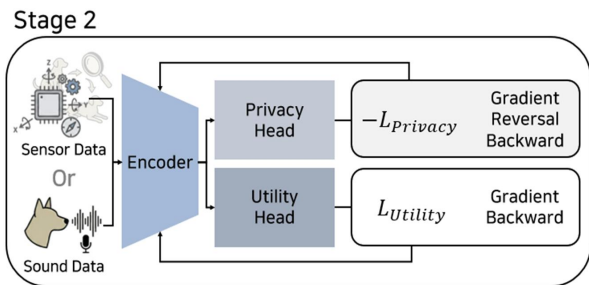 Stage 2
Z
Y
X
Sensor Data
Or
Sound Data
Encoder
Privacy
Head
−L_Privacy
Gradient
Reversal
Backward
Utility
Head
L_Utility
Gradient
Backward